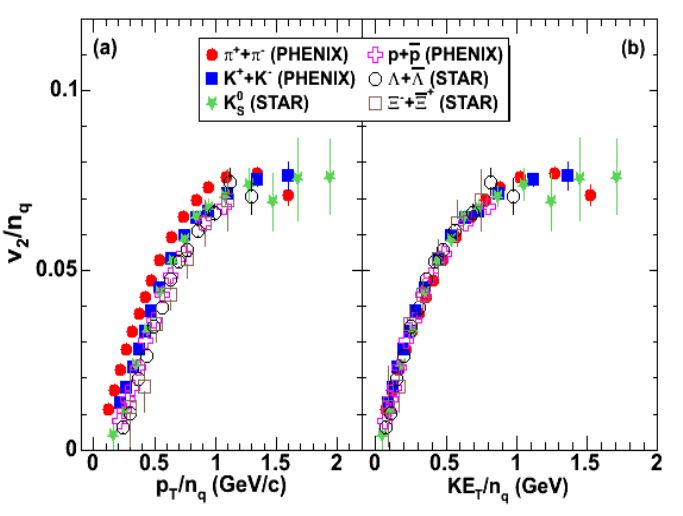 (a)
(b)
π⁺+π⁻ (PHENIX)
p+p̅ (PHENIX)
K⁺+K⁻ (PHENIX)
Λ+Λ̅ (STAR)
K⁰S (STAR)
Ξ⁻+Ξ̅⁺ (STAR)
v₂/nq
0.1
0.05
0
0 0.5 1 1.5 2
0 0.5 1 1.5 2
pT/nq (GeV/c)
KET/nq (GeV)